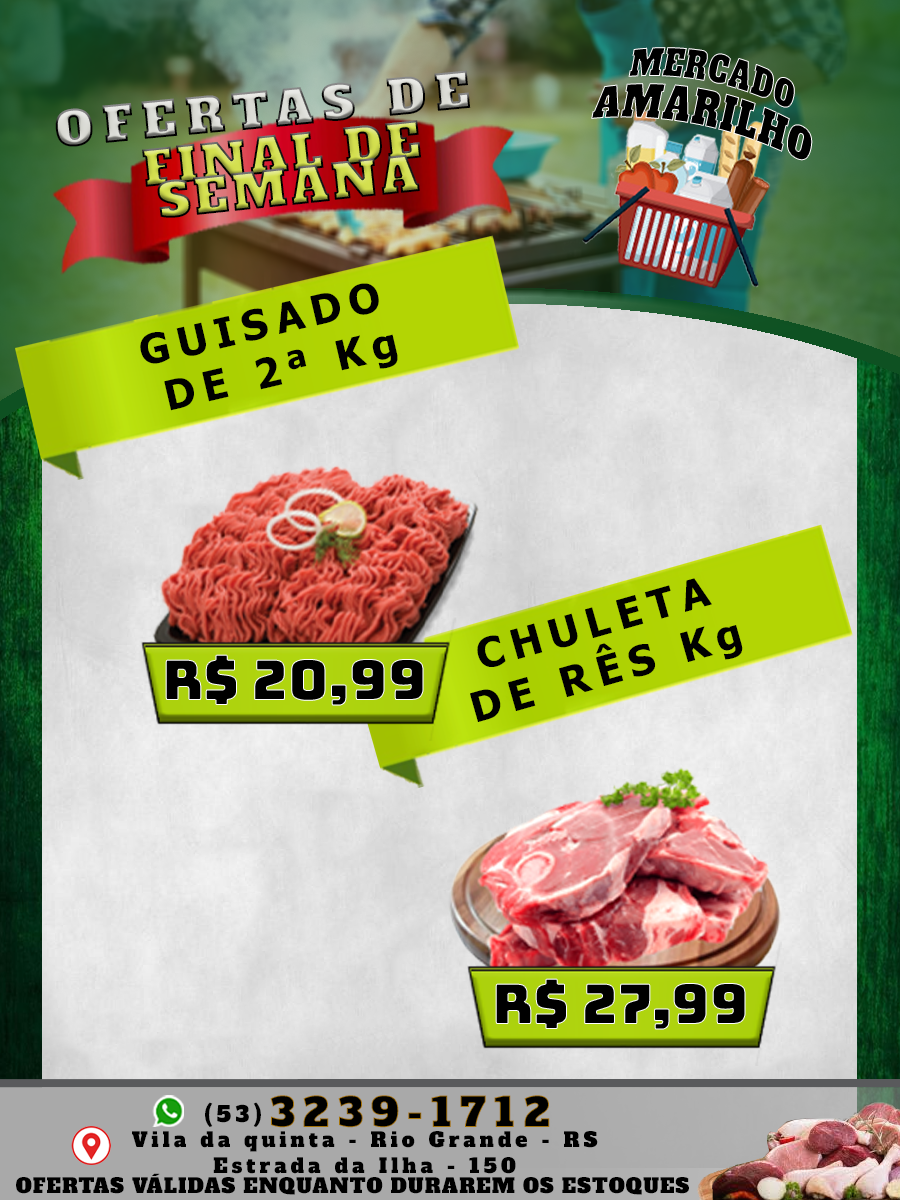 OFERTAS DE
FINAL DE
SEMANA
MERCADO
AMARILHO
GUISADO
DE 2ª Kg
R$ 20,99
CHULETA
DE RÊS Kg
R$ 27,99
(53) 3239-1712
Vila da quinta - Rio Grande - RS
Estrada da Ilha - 150
OFERTAS VÁLIDAS ENQUANTO DURAREM OS ESTOQUES